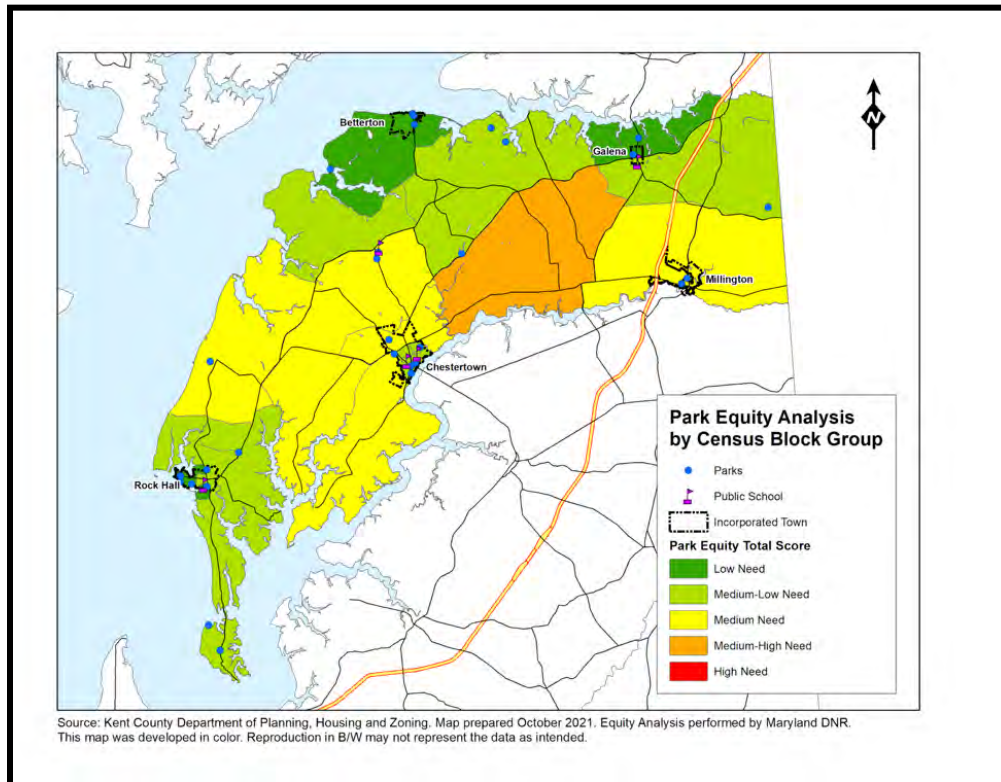 N
Betterton
Galena
Millington
Chestertown
Rock Hall
Park Equity Analysis
by Census Block Group
Parks
Public School
Incorporated Town
Park Equity Total Score
Low Need
Medium-Low Need
Medium Need
Medium-High Need
High Need
Source: Kent County Department of Planning, Housing and Zoning. Map prepared October 2021. Equity Analysis performed by Maryland DNR.
This map was developed in color. Reproduction in B/W may not represent the data as intended.